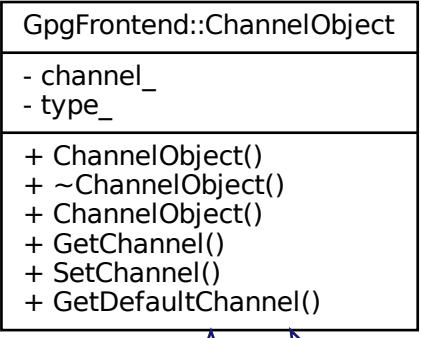 GpgFrontend::ChannelObject
- channel_
- type_
+ ChannelObject()
+ ~ChannelObject()
+ ChannelObject()
+ GetChannel()
+ SetChannel()
+ GetDefaultChannel()